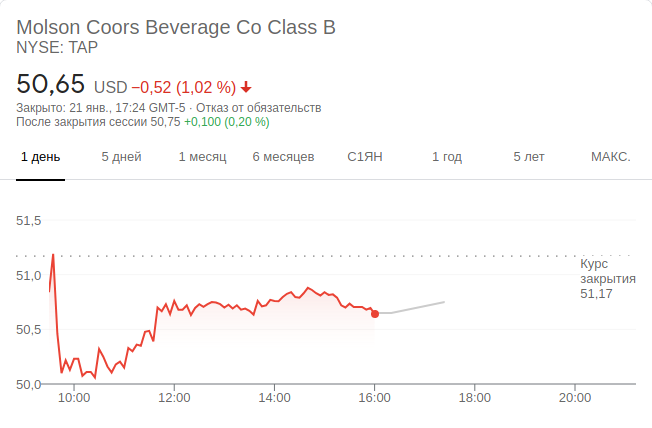 Molson Coors Beverage Co Class B
NYSE: TAP
50,65 USD −0,52 (1,02 %)
Закрыто: 21 янв., 17:24 GMT-5 · Отказ от обязательств
После закрытия сессии 50,75 +0,100 (0,20 %)
1 день 5 дней 1 месяц 6 месяцев С1ЯН 1 год 5 лет МАКС.
51,5
Курс
закрытия
51,17
51,0
50,5
50,0
10:00 12:00 14:00 16:00 18:00 20:00